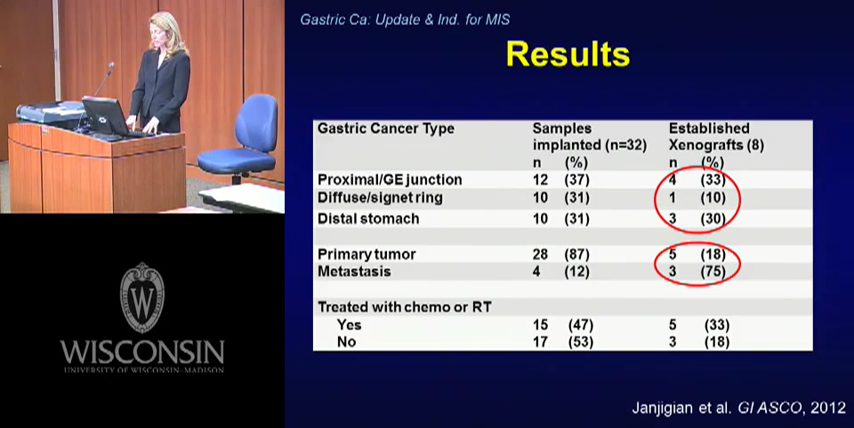 Gastric Ca: Update & Ind. for MIS
Results
Gastric Cancer Type Samples implanted (n=32) Established Xenografts (8)
n (%) n (%)
Proximal/GE junction 12 (37) 4 (33)
Diffuse/signet ring 10 (31) 1 (10)
Distal stomach 10 (31) 3 (30)
Primary tumor 28 (87) 5 (18)
Metastasis 4 (12) 3 (75)
Treated with chemo or RT
Yes 15 (47) 5 (33)
No 17 (53) 3 (18)
Janjigian et al. GI ASCO, 2012
W
WISCONSIN
UNIVERSITY OF WISCONSIN–MADISON